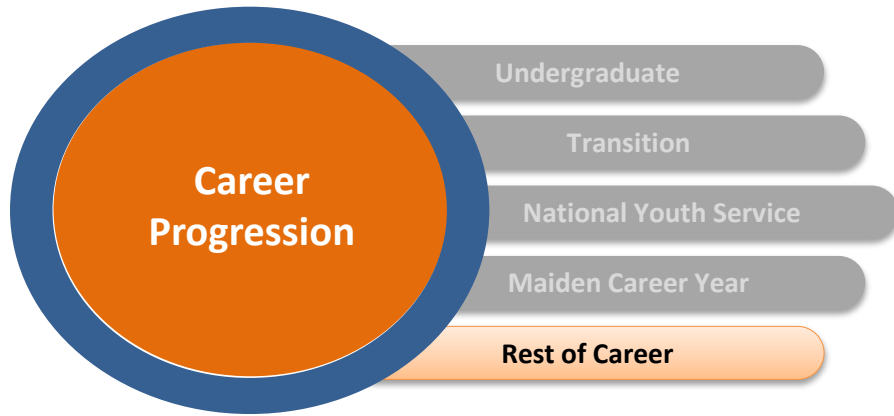 Career
Progression
Undergraduate
Transition
National Youth Service
Maiden Career Year
Rest of Career